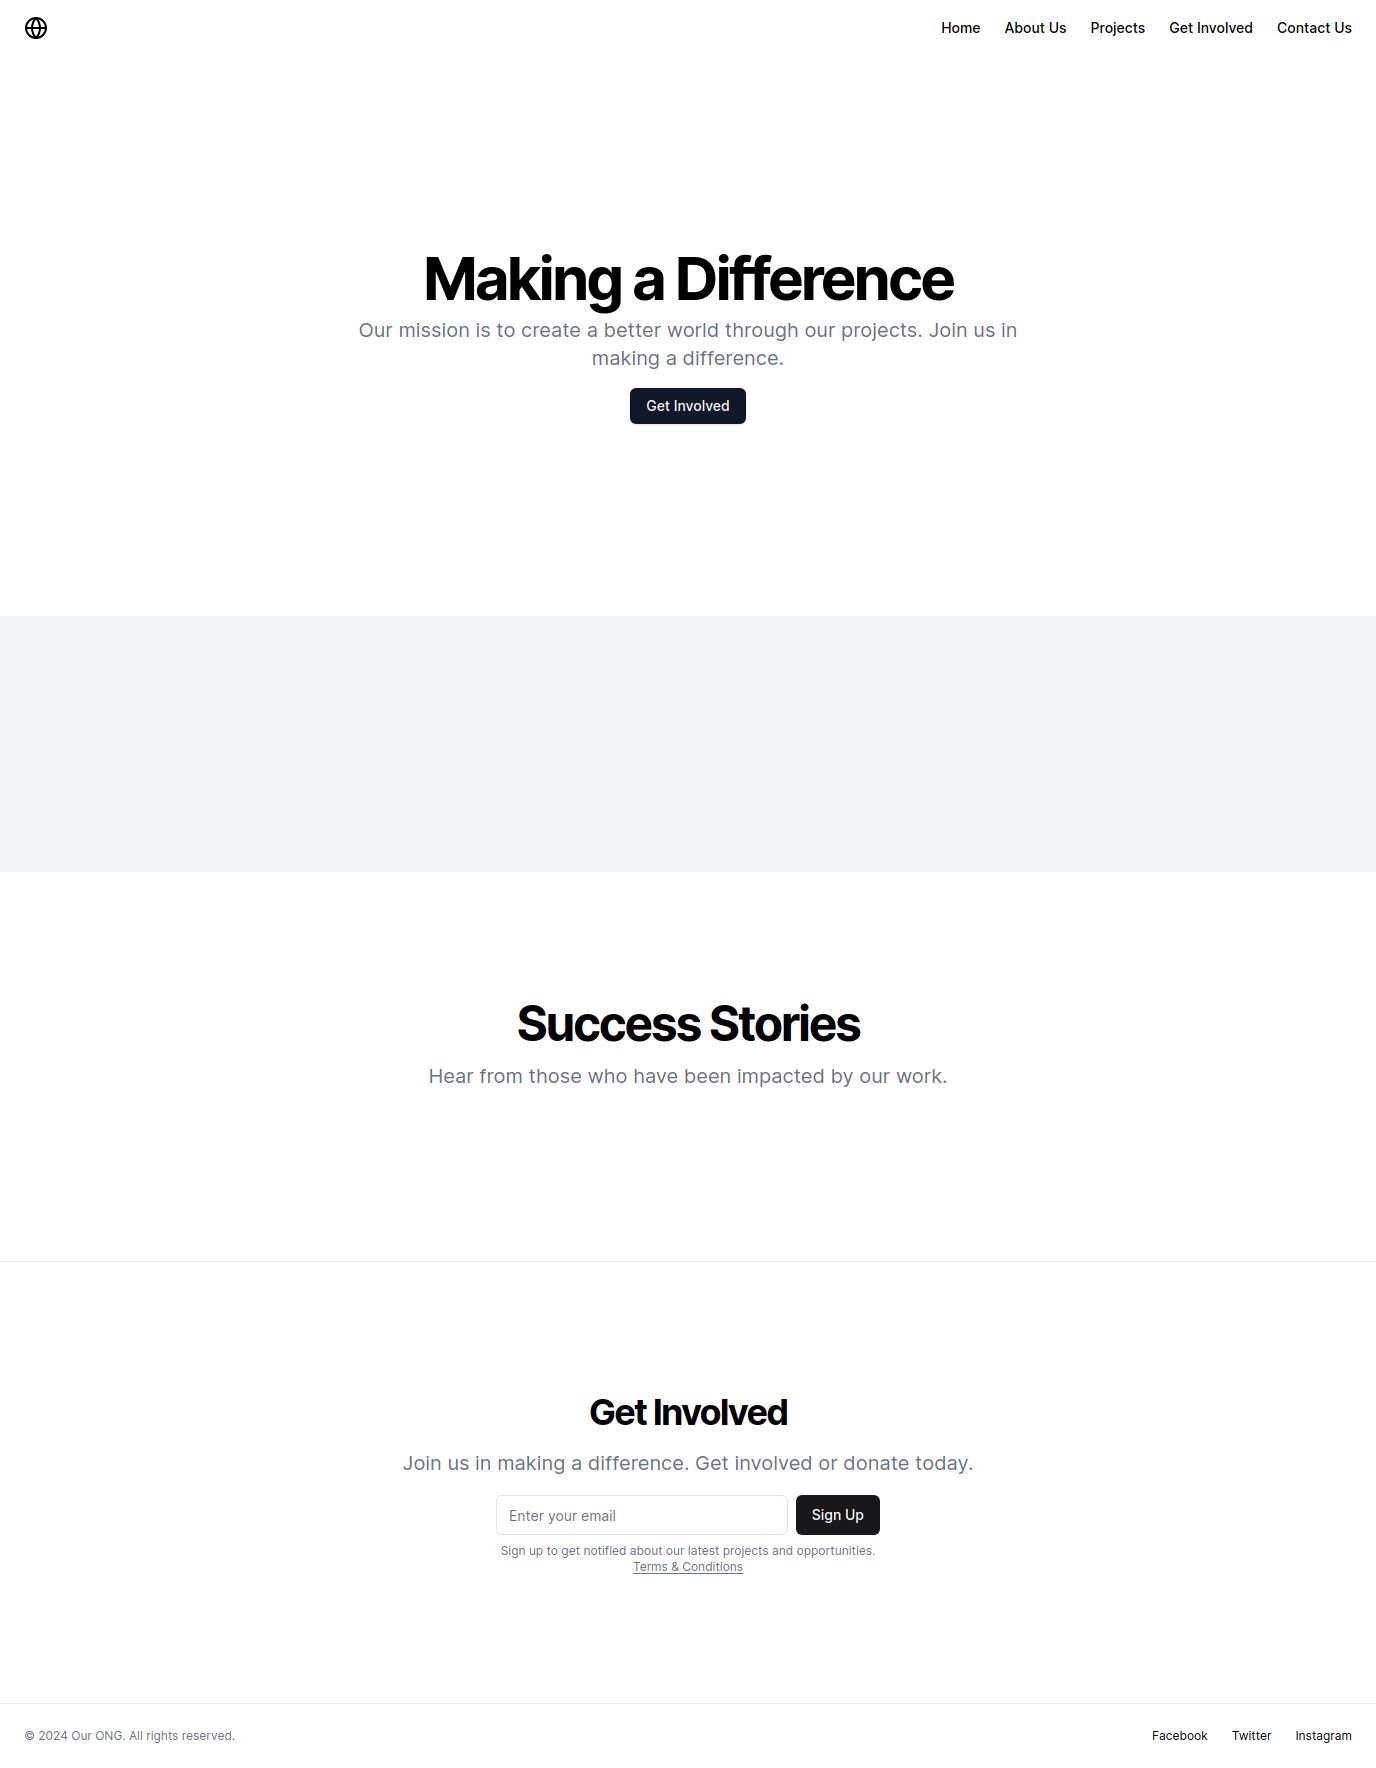 Home
About Us
Projects
Get Involved
Contact Us
Making a Difference
Our mission is to create a better world through our projects. Join us in
making a difference.
Get Involved
Success Stories
Hear from those who have been impacted by our work.
Get Involved
Join us in making a difference. Get involved or donate today.
Enter your email
Sign Up
Sign up to get notified about our latest projects and opportunities.
Terms & Conditions
© 2024 Our ONG. All rights reserved.
Facebook
Twitter
Instagram